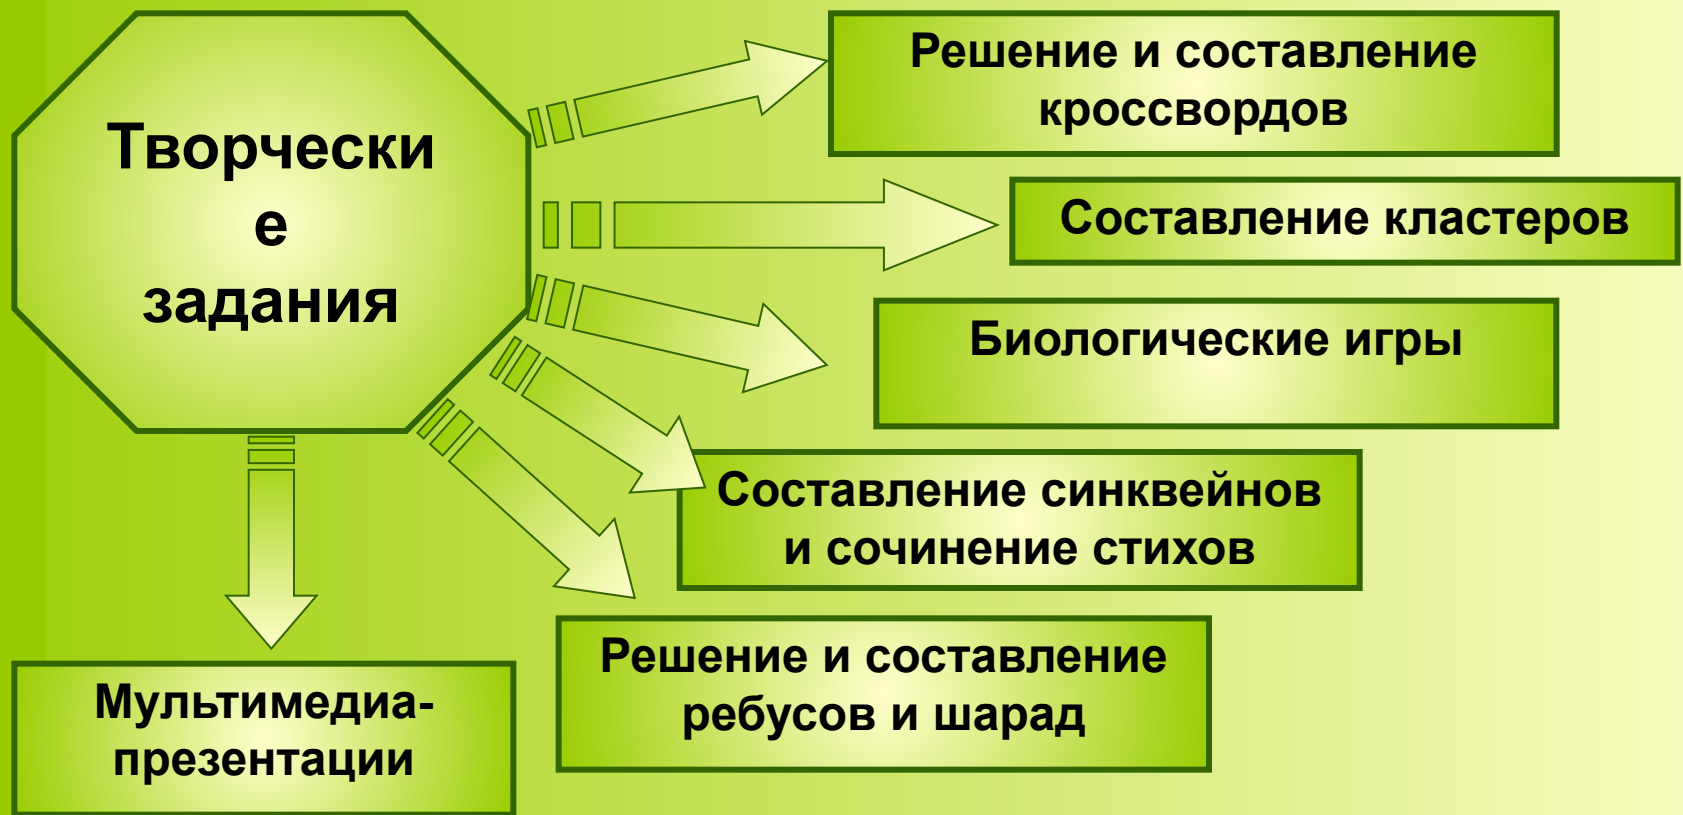 Творчески
е
задания
Решение и составление
кроссвордов
Составление кластеров
Биологические игры
Составление синквейнов
и сочинение стихов
Решение и составление
ребусов и шарад
Мультимедиа-
презентации